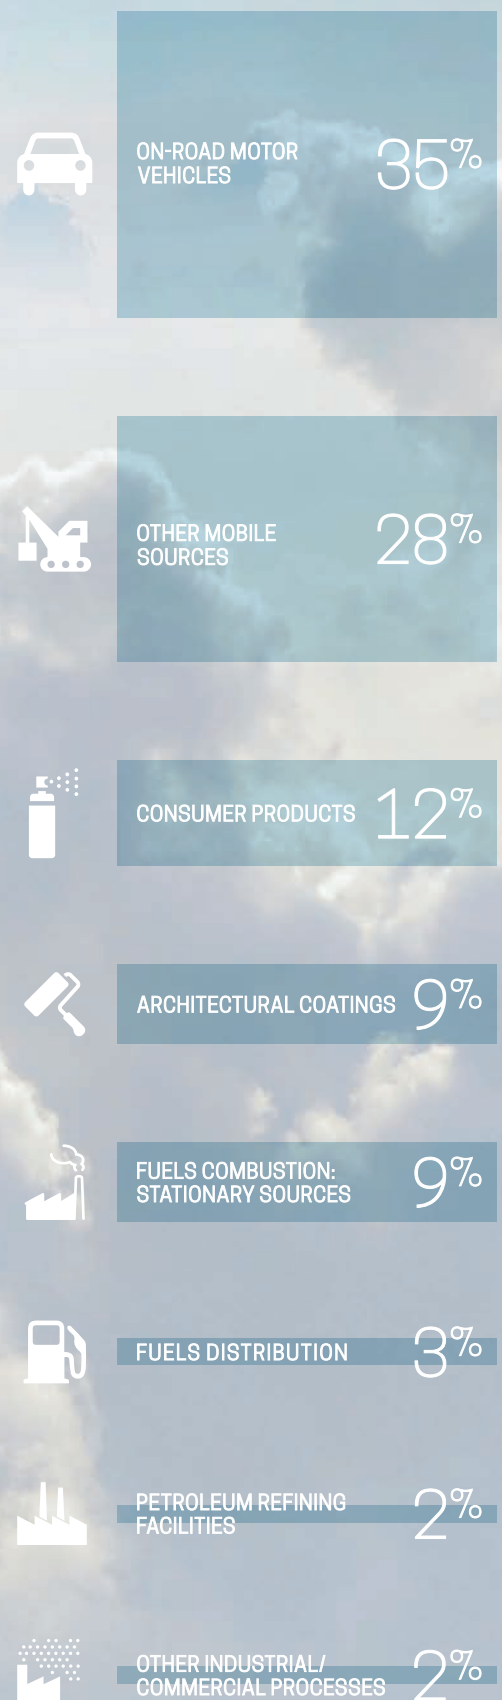 ON-ROAD MOTOR
VEHICLES
35%
OTHER MOBILE
SOURCES
28%
CONSUMER PRODUCTS 12%
ARCHITECTURAL COATINGS 9%
FUELS COMBUSTION:
STATIONARY SOURCES
9%
FUELS DISTRIBUTION 3%
PETROLEUM REFINING
FACILITIES
2%
OTHER INDUSTRIAL/
COMMERCIAL PROCESSES
2%